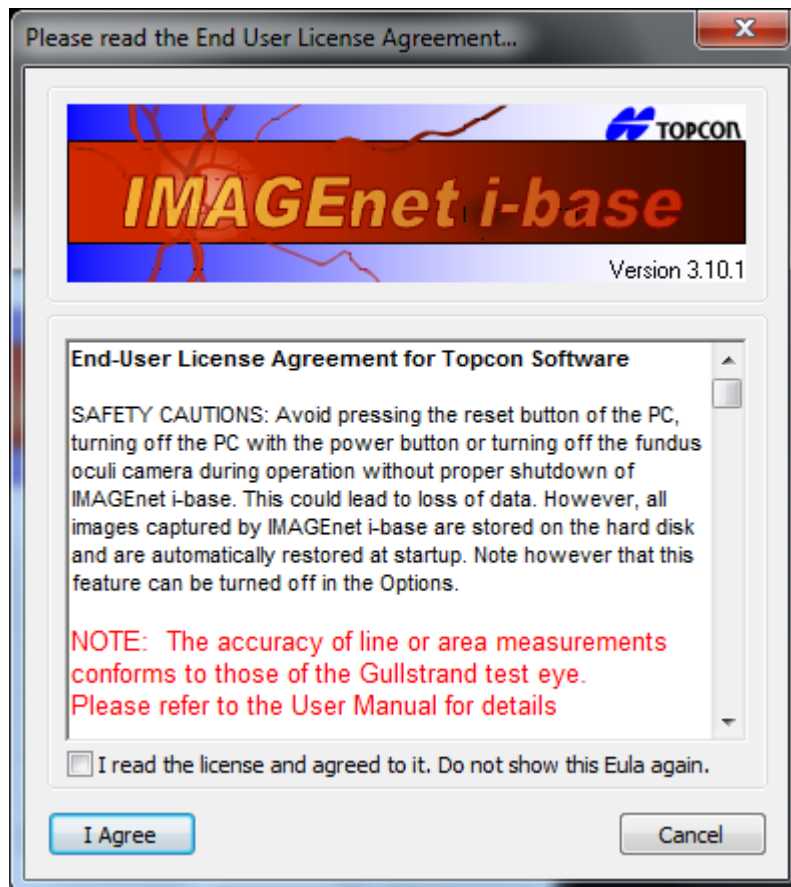 Please read the End User License Agreement...
TOPCON
IMAGEnet i-base
Version 3.10.1
End-User License Agreement for Topcon Software
SAFETY CAUTIONS: Avoid pressing the reset button of the PC,
turning off the PC with the power button or turning off the fundus
oculi camera during operation without proper shutdown of
IMAGEnet i-base. This could lead to loss of data. However, all
images captured by IMAGEnet i-base are stored on the hard disk
and are automatically restored at startup. Note however that this
feature can be turned off in the Options.
NOTE:  The accuracy of line or area measurements
conforms to those of the Gullstrand test eye.
Please refer to the User Manual for details
I read the license and agreed to it. Do not show this Eula again.
I Agree
Cancel